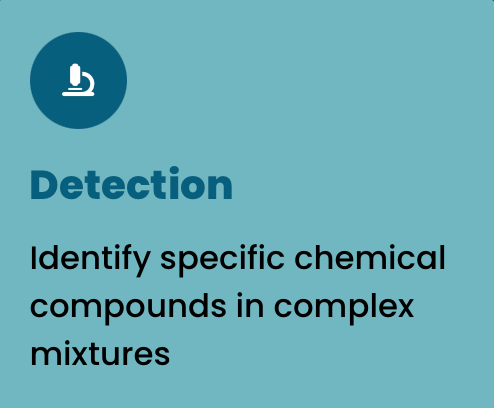 Detection
Identify specific chemical
compounds in complex
mixtures